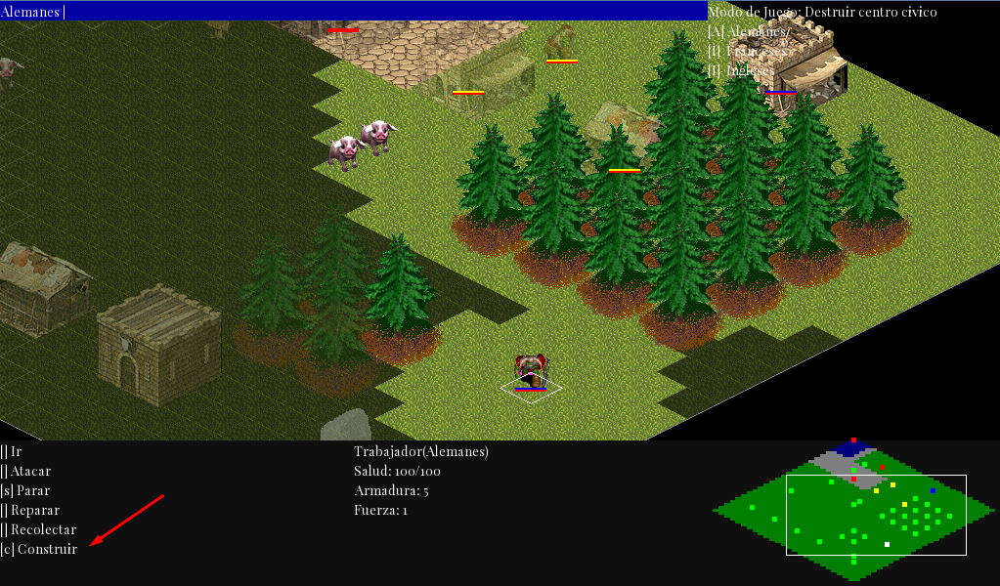 Alemanes |
Modo de Juego: Destruir centro civico
[A] Alemanes
[I] Franceses
[I] Ingleses
[] Ir
[] Atacar
[s] Parar
[] Reparar
[] Recolectar
[c] Construir
Trabajador(Alemanes)
Salud: 100/100
Armadura: 5
Fuerza: 1